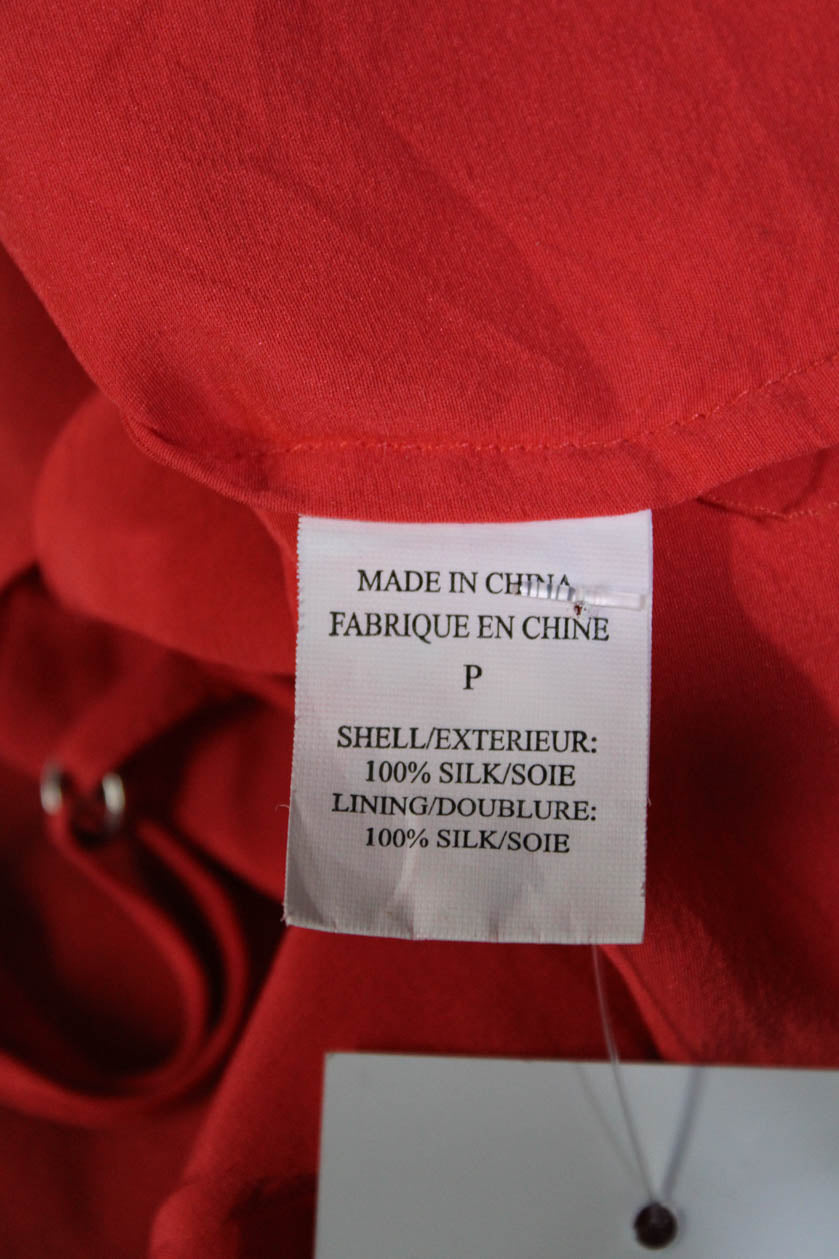 MADE IN CHINA
FABRIQUE EN CHINE
P
SHELL/EXTERIEUR:
100% SILK/SOIE
LINING/DOUBLURE:
100% SILK/SOIE